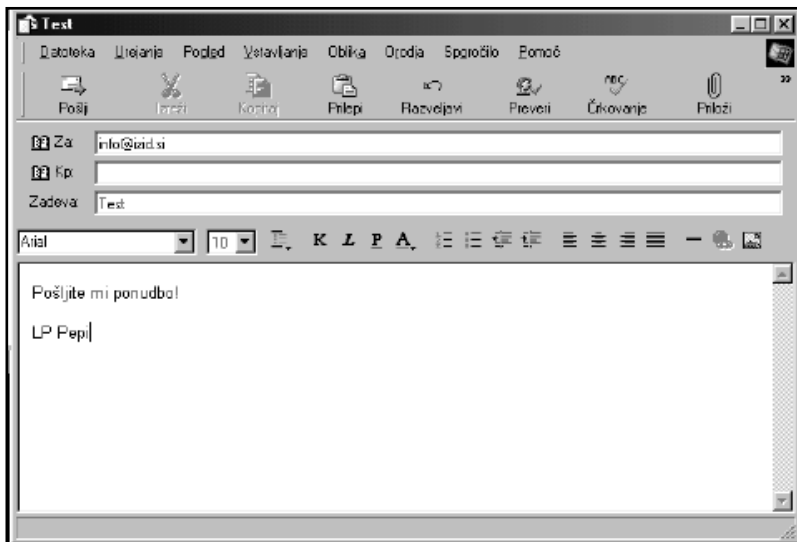 Test
Datoteka Urejanje Pogled Vstavljanje Oblika Orodja Sporočilo Pomoč
Pošlji Izreži Kopiraj Prilepi Razveljavi Preveri Črkovanje Priloži
Za: info@izid.si
Kp:
Zadeva: Test
Arial 10 K L P A
Pošljite mi ponudbo!
LP Pepi